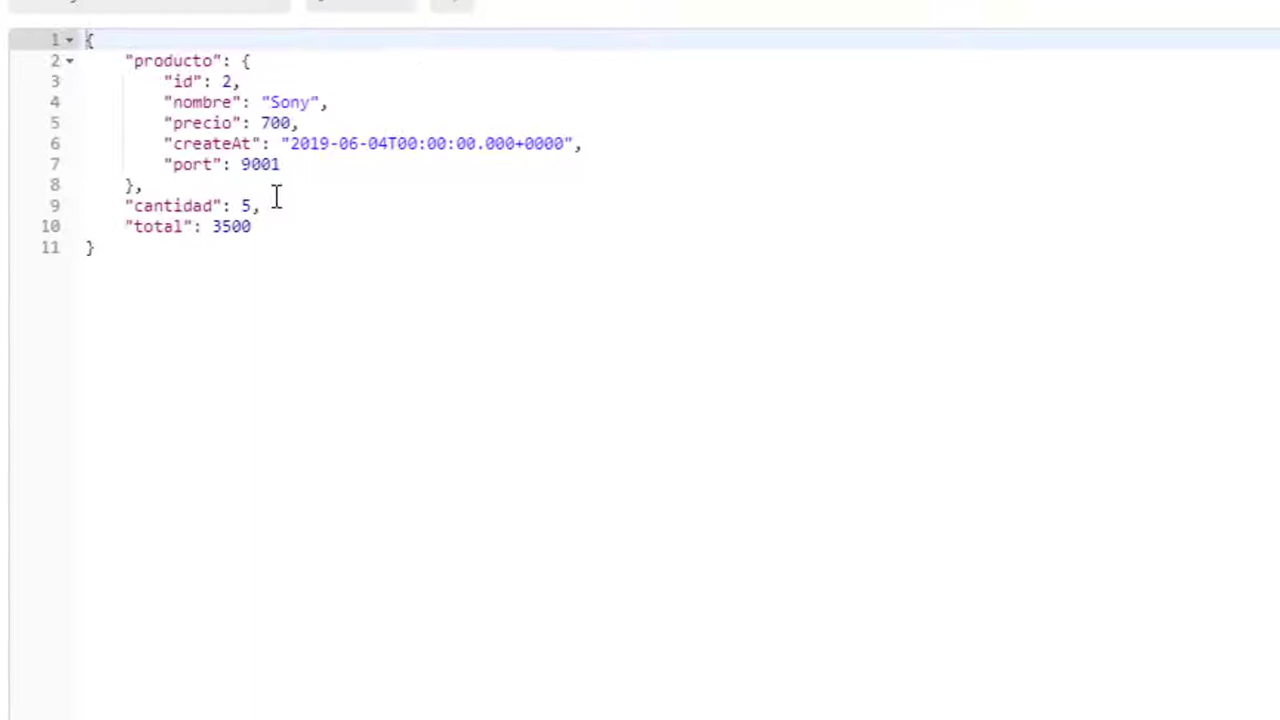 1 {
2 "producto": {
3 "id": 2,
4 "nombre": "Sony",
5 "precio": 700,
6 "createAt": "2019-06-04T00:00:00.000+0000",
7 "port": 9001
8 },
9 "cantidad": 5,
10 "total": 3500
11 }